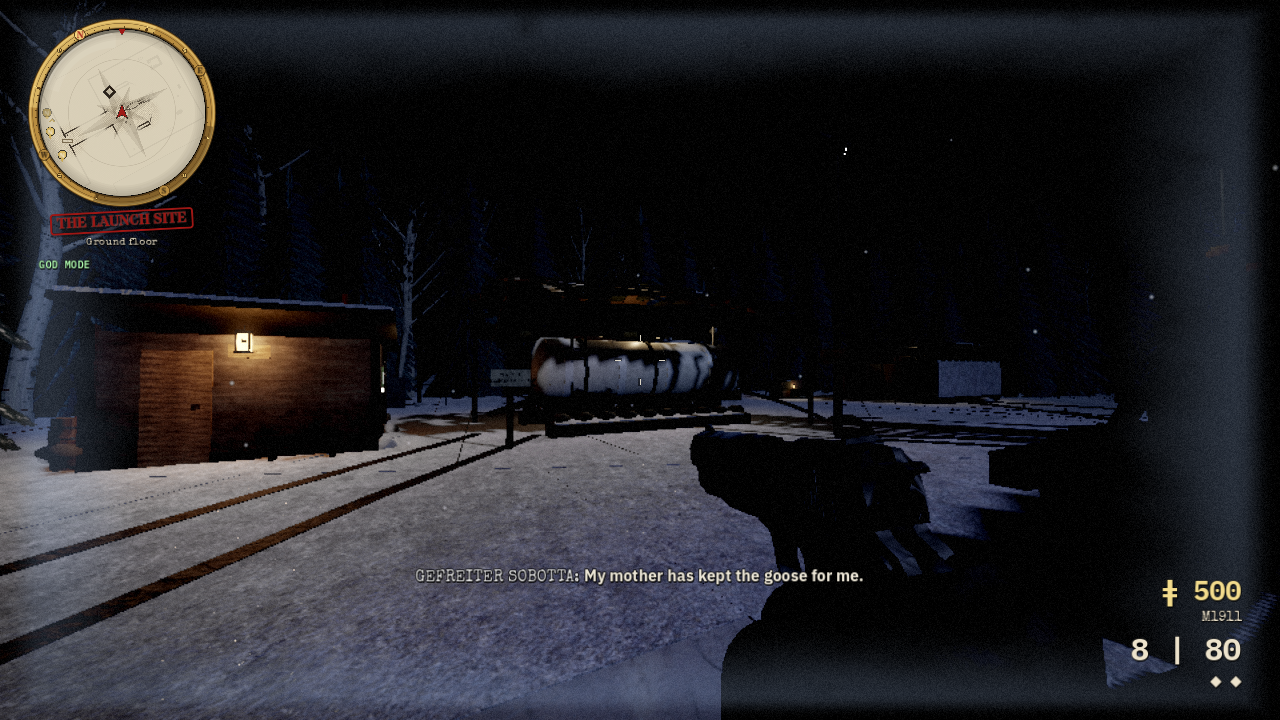 N
E
S
W
THE LAUNCH SITE
Ground floor
GOD MODE
GEFREITER SOBOTTA: My mother has kept the goose for me.
500
M1911
8 | 80